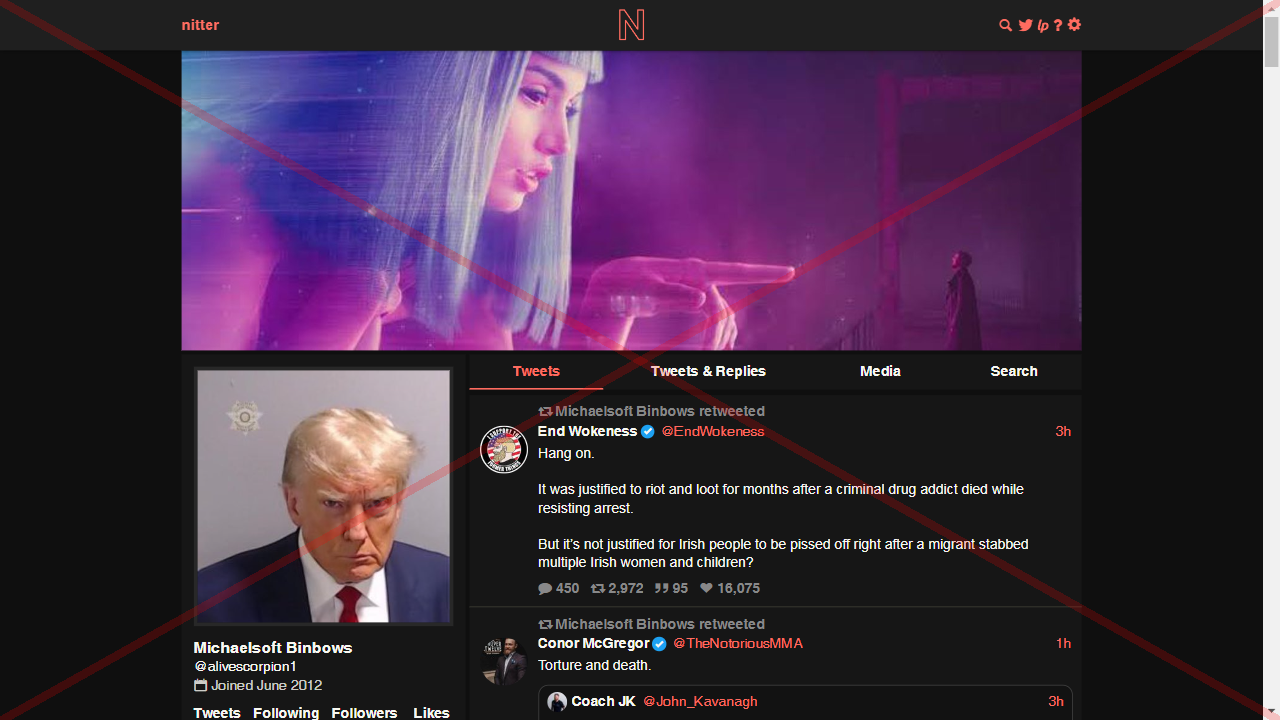 nitter
N
lp ?
Tweets
Tweets & Replies
Media
Search
Michaelsoft Binbows retweeted
End Wokeness @EndWokeness 3h
Hang on.
It was justified to riot and loot for months after a criminal drug addict died while
resisting arrest.
But it's not justified for Irish people to be pissed off right after a migrant stabbed
multiple Irish women and children?
450 2,972 95 16,075
Michaelsoft Binbows retweeted
Conor McGregor @TheNotoriousMMA 1h
Torture and death.
Coach JK @John_Kavanagh 3h
Michaelsoft Binbows
@alivescorpion1
Joined June 2012
Tweets Following Followers Likes